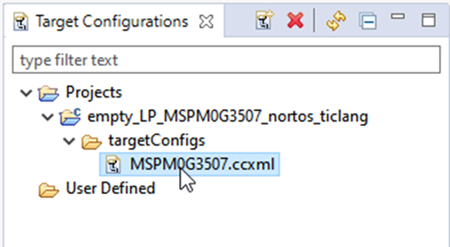 Target Configurations
type filter text
Projects
empty_LP_MSPM0G3507_nortos_ticlang
targetConfigs
MSPM0G3507.ccxml
User Defined